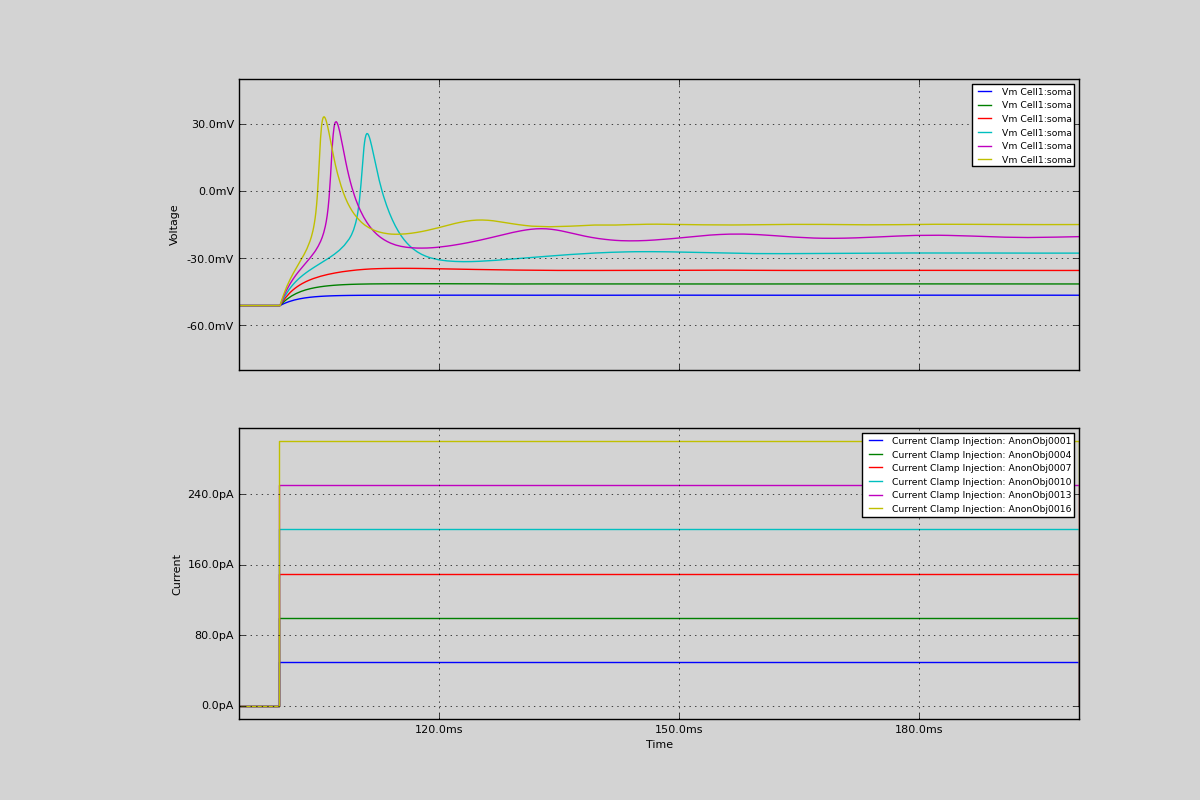 30.0mV
0.0mV
-30.0mV
-60.0mV
Voltage
Vm Cell1:soma
Vm Cell1:soma
Vm Cell1:soma
Vm Cell1:soma
Vm Cell1:soma
Vm Cell1:soma
240.0pA
160.0pA
80.0pA
0.0pA
Current
Current Clamp Injection: AnonObj0001
Current Clamp Injection: AnonObj0004
Current Clamp Injection: AnonObj0007
Current Clamp Injection: AnonObj0010
Current Clamp Injection: AnonObj0013
Current Clamp Injection: AnonObj0016
120.0ms 150.0ms 180.0ms
Time